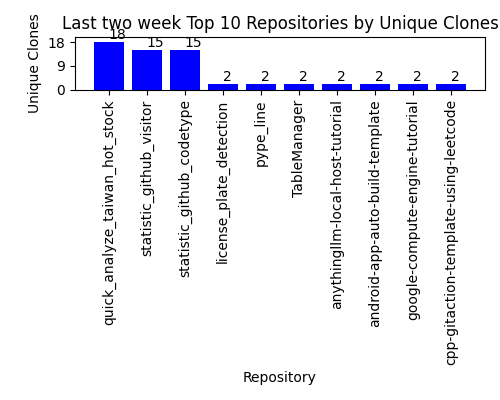 Last two week Top 10 Repositories by Unique Clones
Unique Clones
18
9
0
18
15
15
2
2
2
2
2
2
2
quick_analyze_taiwan_hot_stock
statistic_github_visitor
statistic_github_codetype
license_plate_detection
pype_line
TableManager
anythingllm-local-host-tutorial
android-app-auto-build-template
google-compute-engine-tutorial
cpp-gitaction-template-using-leetcode
Repository